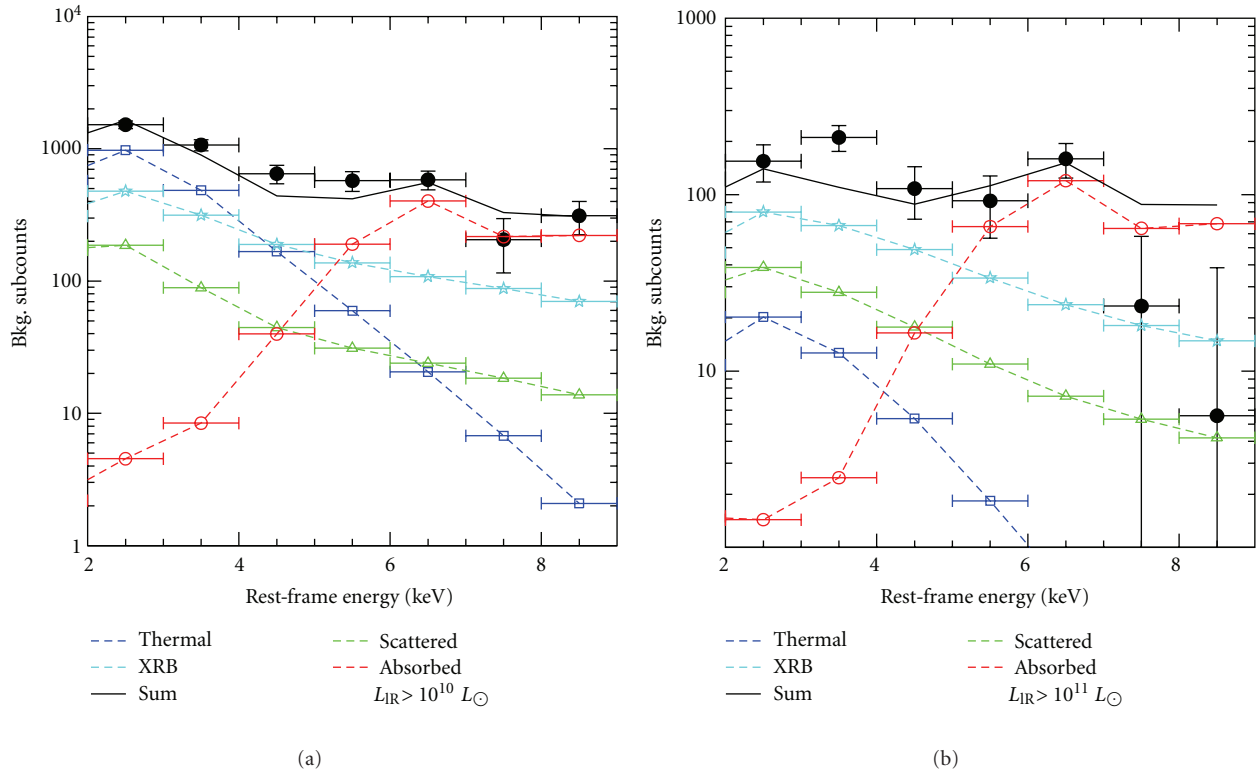 10^4
1000
100
10
1
Bkg. subcounts
2
4
6
8
Rest-frame energy (keV)
Thermal
XRB
Sum
Scattered
Absorbed
L_IR > 10^10 L_⊙
(a)
1000
100
10
Bkg. subcounts
2
4
6
8
Rest-frame energy (keV)
Thermal
XRB
Sum
Scattered
Absorbed
L_IR > 10^11 L_⊙
(b)